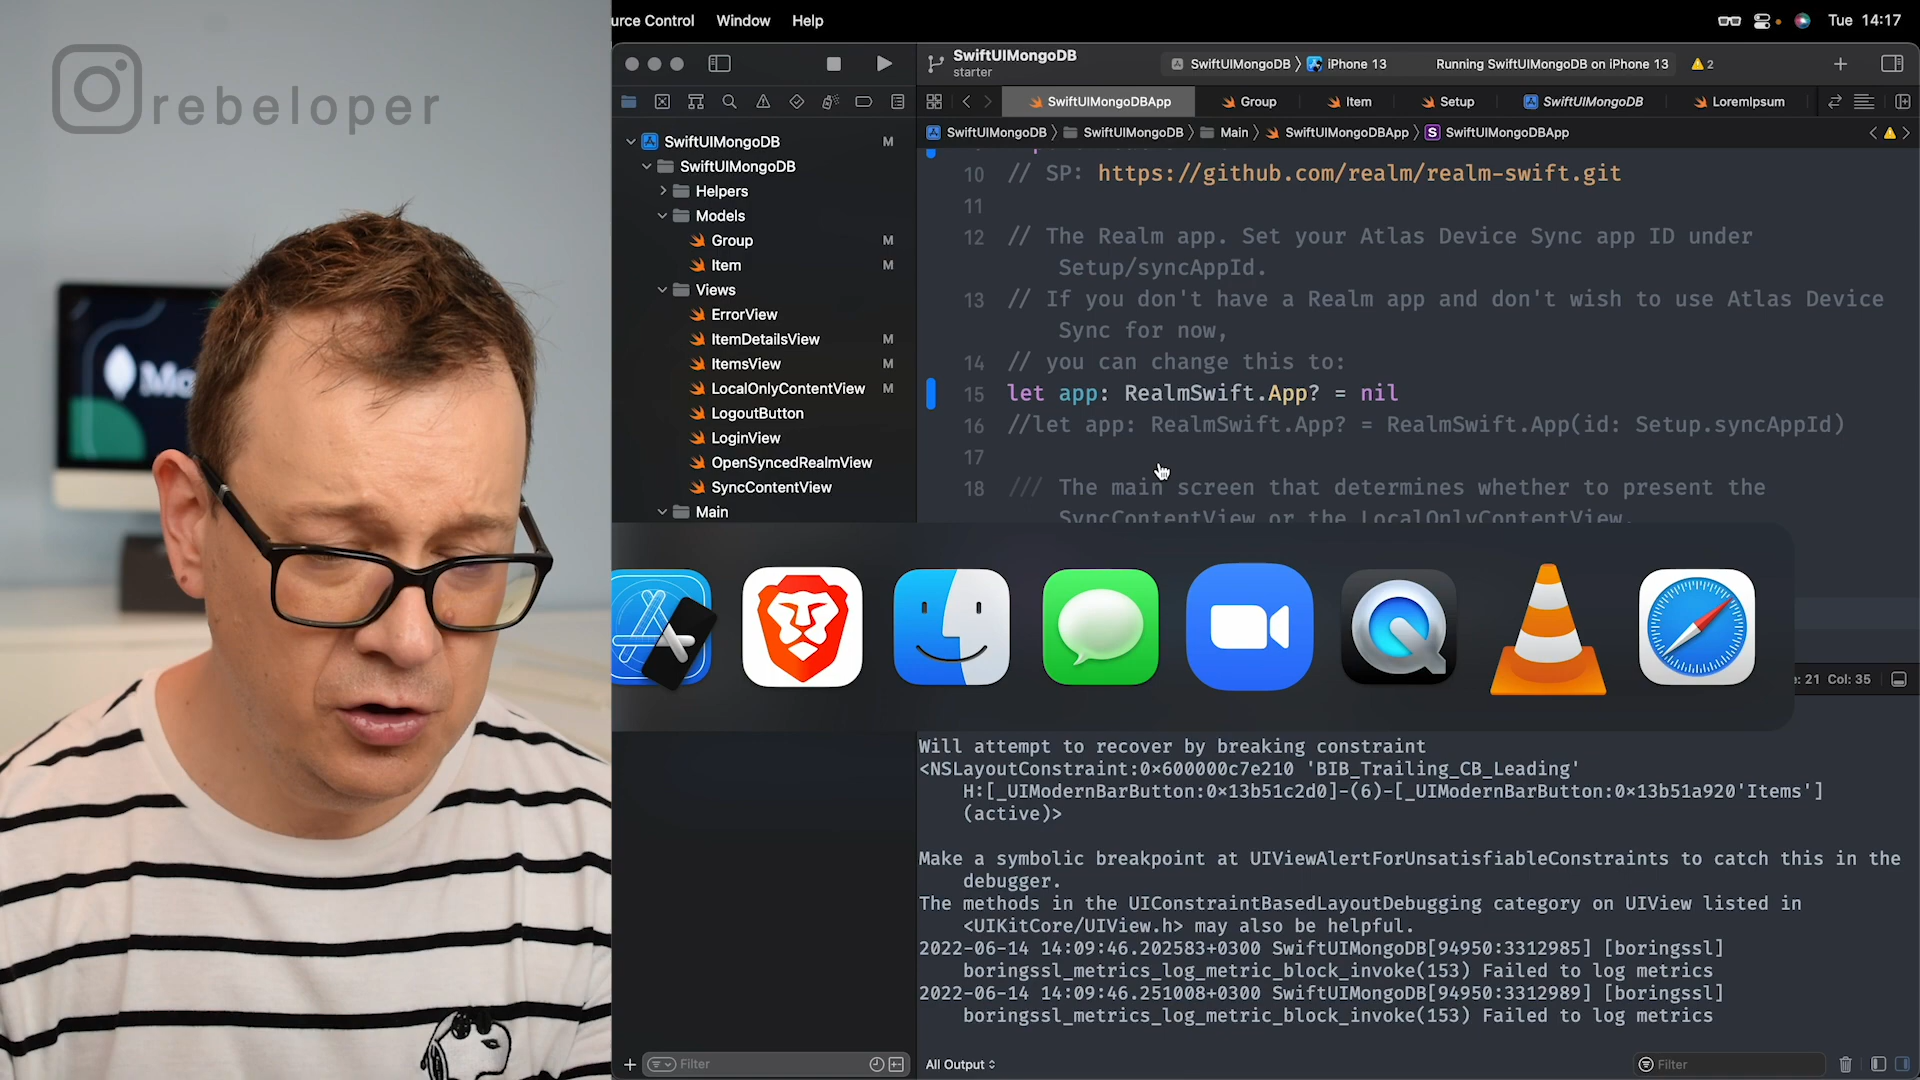 rebeloper
Mo
urce Control Window Help
Tue 14:17
SwiftUIMongoDB
starter
SwiftUIMongoDB iPhone 13
Running SwiftUIMongoDB on iPhone 13
2
SwiftUIMongoDBApp Group Item Setup SwiftUIMongoDB LoremIpsum
SwiftUIMongoDB SwiftUIMongoDB Main SwiftUIMongoDBApp S SwiftUIMongoDBApp
SwiftUIMongoDB M
SwiftUIMongoDB
Helpers
Models
Group M
Item M
Views
ErrorView
ItemDetailsView M
ItemsView M
LocalOnlyContentView M
LogoutButton
LoginView
OpenSyncedRealmView
SyncContentView
Main
10 // SP: https://github.com/realm/realm-swift.git
11
12 // The Realm app. Set your Atlas Device Sync app ID under
Setup/syncAppId.
13 // If you don't have a Realm app and don't wish to use Atlas Device
Sync for now,
14 // you can change this to:
15 let app: RealmSwift.App? = nil
16 //let app: RealmSwift.App? = RealmSwift.App(id: Setup.syncAppId)
17
18 /// The main screen that determines whether to present the
SyncContentView or the LocalOnlyContentView.
: 21 Col: 35
Will attempt to recover by breaking constraint
<NSLayoutConstraint:0x600000c7e210 'BIB_Trailing_CB_Leading'
H:[_UIModernBarButton:0x13b51c2d0]-(6)-[_UIModernBarButton:0x13b51a920'Items']
(active)>
Make a symbolic breakpoint at UIViewAlertForUnsatisfiableConstraints to catch this in the
debugger.
The methods in the UIConstraintBasedLayoutDebugging category on UIView listed in
<UIKitCore/UIView.h> may also be helpful.
2022-06-14 14:09:46.202583+0300 SwiftUIMongoDB[94950:3312985] [boringssl]
boringssl_metrics_log_metric_block_invoke(153) Failed to log metrics
2022-06-14 14:09:46.251008+0300 SwiftUIMongoDB[94950:3312989] [boringssl]
boringssl_metrics_log_metric_block_invoke(153) Failed to log metrics
Filter
All Output
Filter